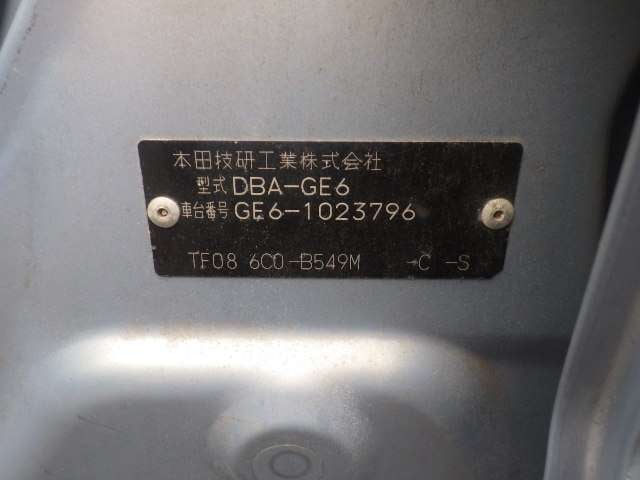 本田技研工業株式会社
型式 DBA-GE6
車台番号 GE6-1023796
TF08 6C0-B549M -C -S